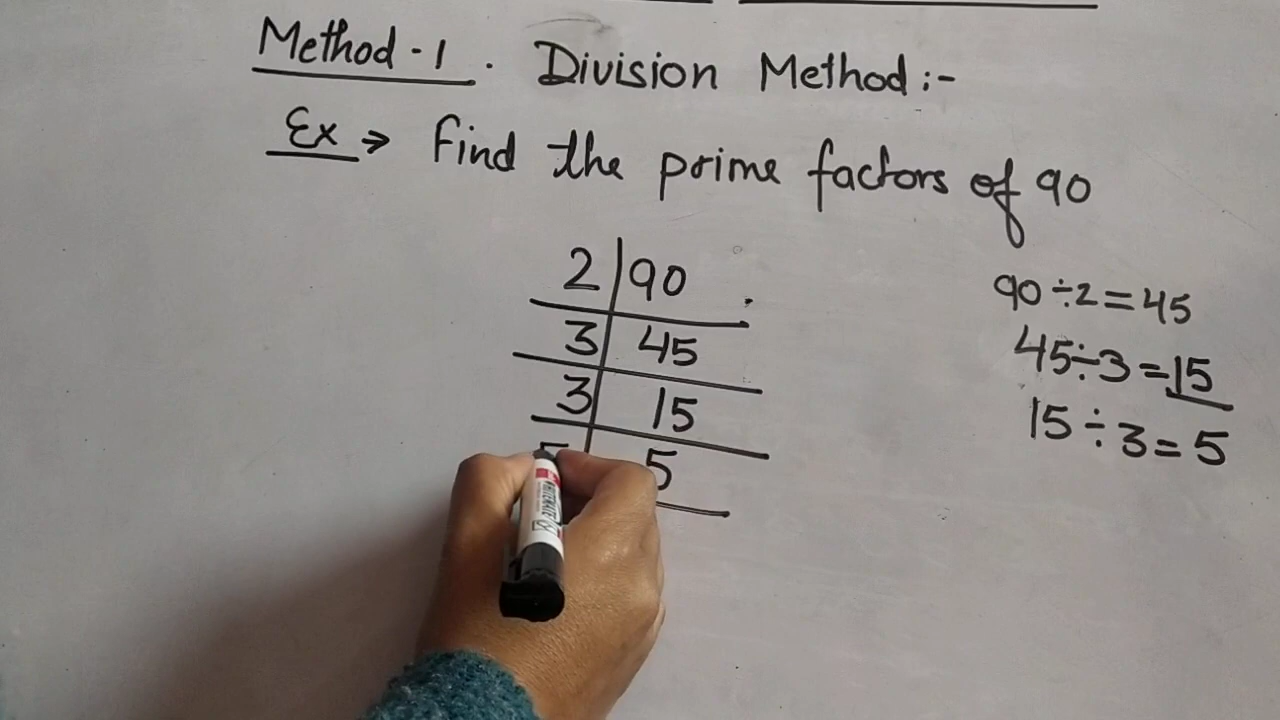 Method-1. Division Method:-
Ex → Find the prime factors of 90
2 | 90
3 | 45
3 | 15
5 | 5
90÷2=45
45÷3=15
15÷3=5